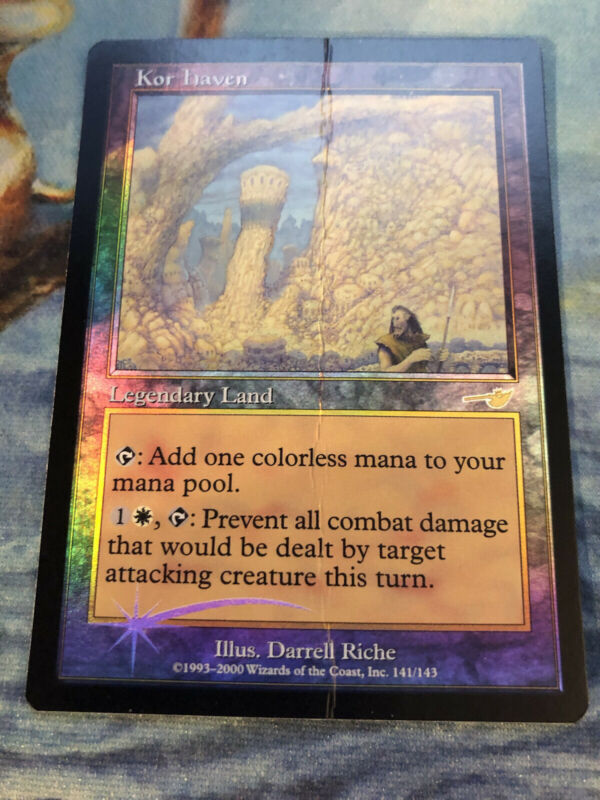 Kor Haven
Legendary Land
: Add one colorless mana to your
mana pool.
1 , : Prevent all combat damage
that would be dealt by target
attacking creature this turn.
Illus. Darrell Riche
©1993–2000 Wizards of the Coast, Inc. 141/143